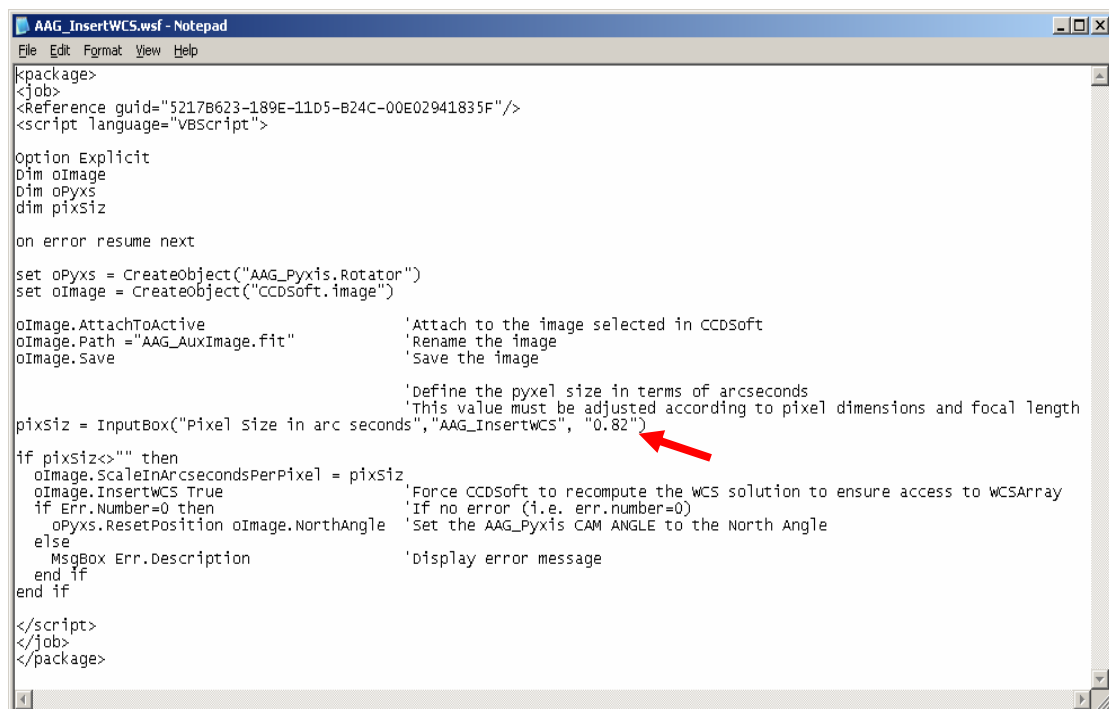 AAG_InsertWCS.wsf - Notepad
File Edit Format View Help
<package>
<job>
<Reference guid="5217B623-189E-11D5-B24C-00E02941835F"/>
<script language="VBScript">
Option Explicit
Dim oImage
Dim oPyxs
dim pixSiz
on error resume next
set oPyxs = CreateObject("AAG_Pyxis.Rotator")
set oImage = CreateObject("CCDSoft.image")
oImage.AttachToActive 'Attach to the image selected in CCDSoft
oImage.Path ="AAG_AuxImage.fit" 'Rename the image
oImage.Save 'Save the image
'Define the pyxel size in terms of arcseconds
'This value must be adjusted according to pixel dimensions and focal length
pixSiz = InputBox("Pixel Size in arc seconds","AAG_InsertWCS", "0.82")
if pixSiz<>"" then
oImage.ScaleInArcsecondsPerPixel = pixSiz
oImage.InsertWCS True 'Force CCDSoft to recompute the WCS solution to ensure access to WCSArray
if Err.Number=0 then 'If no error (i.e. err.number=0)
oPyxs.ResetPosition oImage.NorthAngle 'Set the AAG_Pyxis CAM ANGLE to the North Angle
else
MsgBox Err.Description 'Display error message
end if
end if
</script>
</job>
</package>